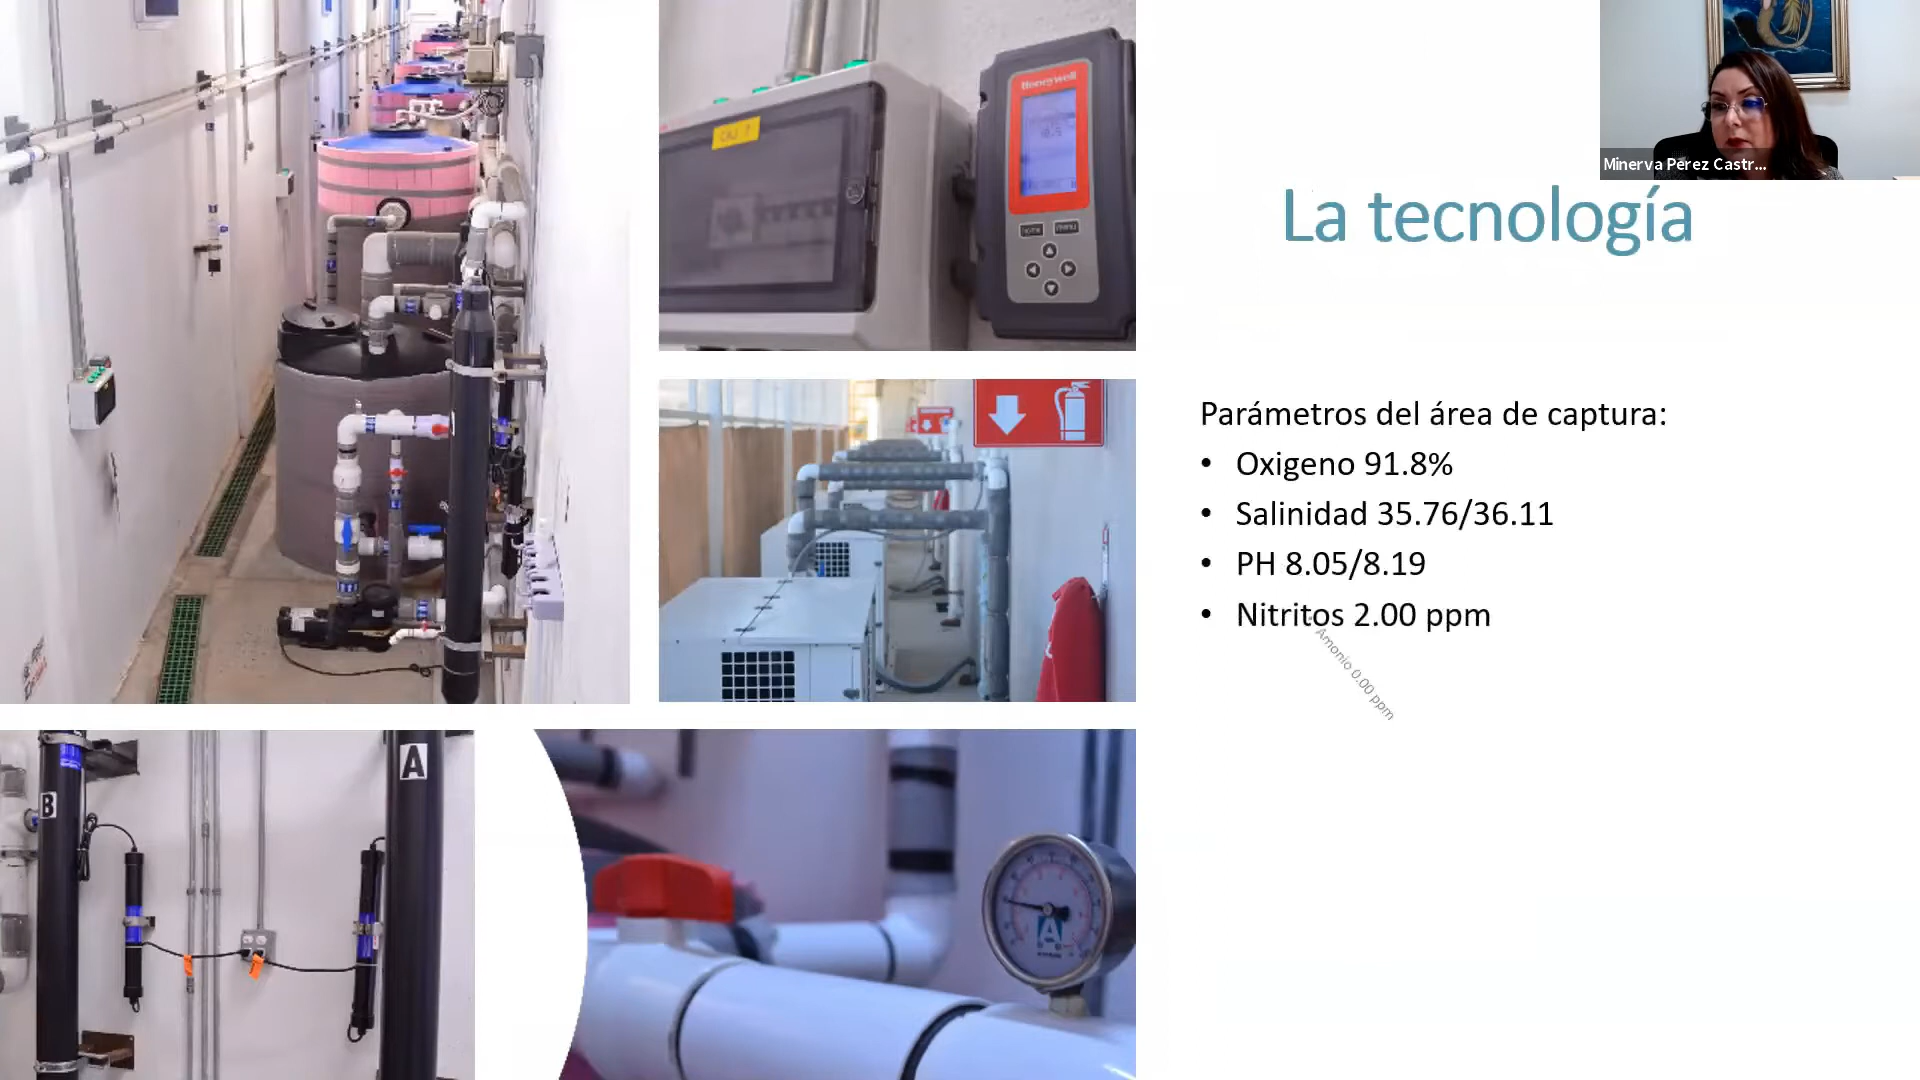 Honeywell
Minerva Pérez Castr...
La tecnología
Parámetros del área de captura:
• Oxigeno 91.8%
• Salinidad 35.76/36.11
• PH 8.05/8.19
• Nitritos 2.00 ppm
• Amonio 0.00 ppm
B
A
A